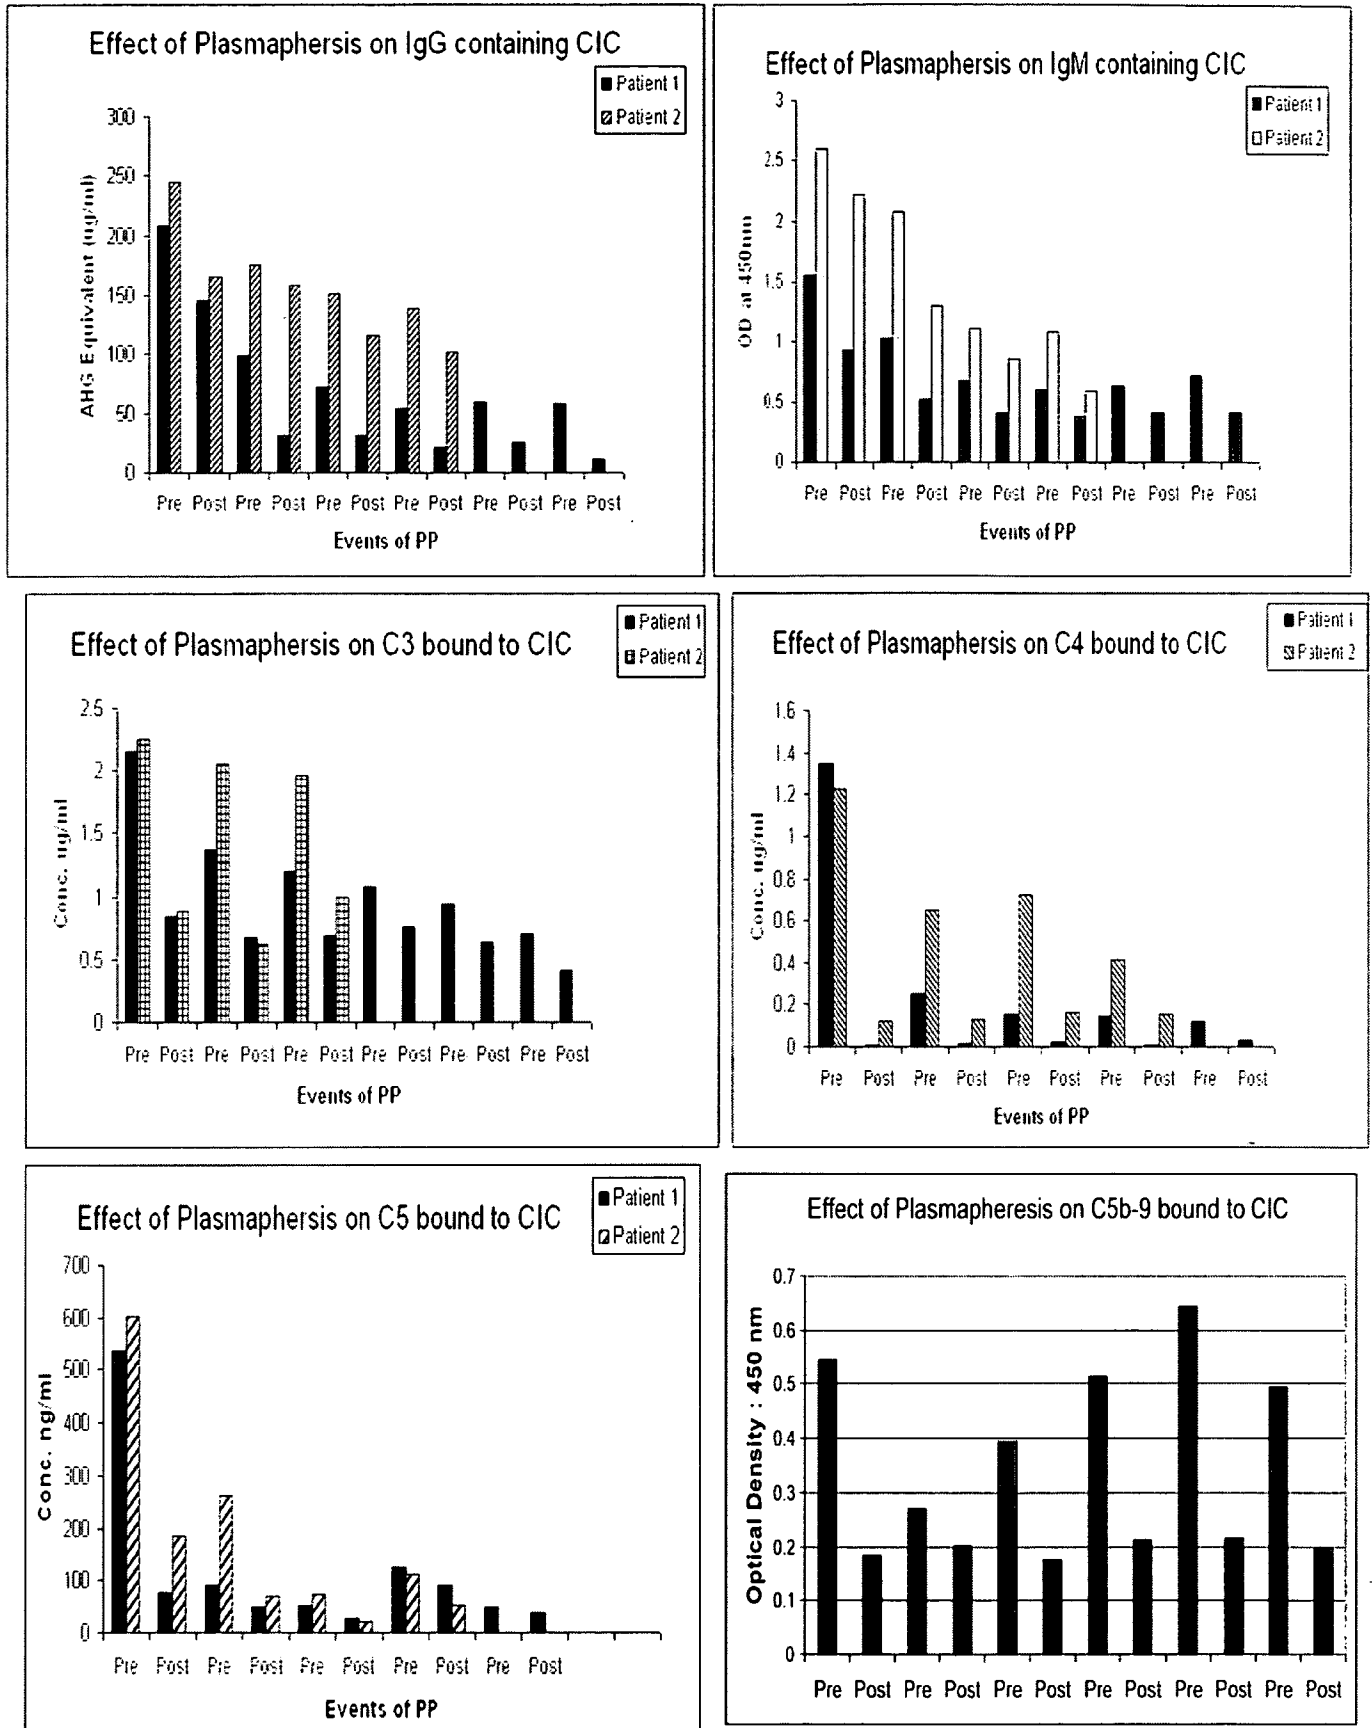 Effect of Plasmaphersis on IgG containing CIC
Patient 1
Patient 2
300
250
200
150
100
50
0
AHG Equivalent (ug/ml)
Pre Post Pre Post Pre Post Pre Post Pre Post Pre Post
Events of PP
Effect of Plasmaphersis on IgM containing CIC
Patient 1
Patient 2
3
2.5
2
1.5
1
0.5
0
OD at 450nm
Pre Post Pre Post Pre Post Pre Post Pre Post Pre Post
Events of PP
Effect of Plasmaphersis on C3 bound to CIC
Patient 1
Patient 2
2.5
2
1.5
1
0.5
0
Conc. ug/ml
Pre Post Pre Post Pre Post Pre Post Pre Post Pre Post
Events of PP
Effect of Plasmaphersis on C4 bound to CIC
Patient 1
Patient 2
1.6
1.4
1.2
1
0.8
0.6
0.4
0.2
0
Conc. ug/ml
Pre Post Pre Post Pre Post Pre Post Pre Post
Events of PP
Effect of Plasmaphersis on C5 bound to CIC
Patient 1
Patient 2
700
600
500
400
300
200
100
0
Conc. ng/ml
Pre Post Pre Post Pre Post Pre Post Pre Post
Events of PP
Effect of Plasmapheresis on C5b-9 bound to CIC
0.7
0.6
0.5
0.4
0.3
0.2
0.1
0
Optical Density : 450 nm
Pre Post Pre Post Pre Post Pre Post Pre Post Pre Post